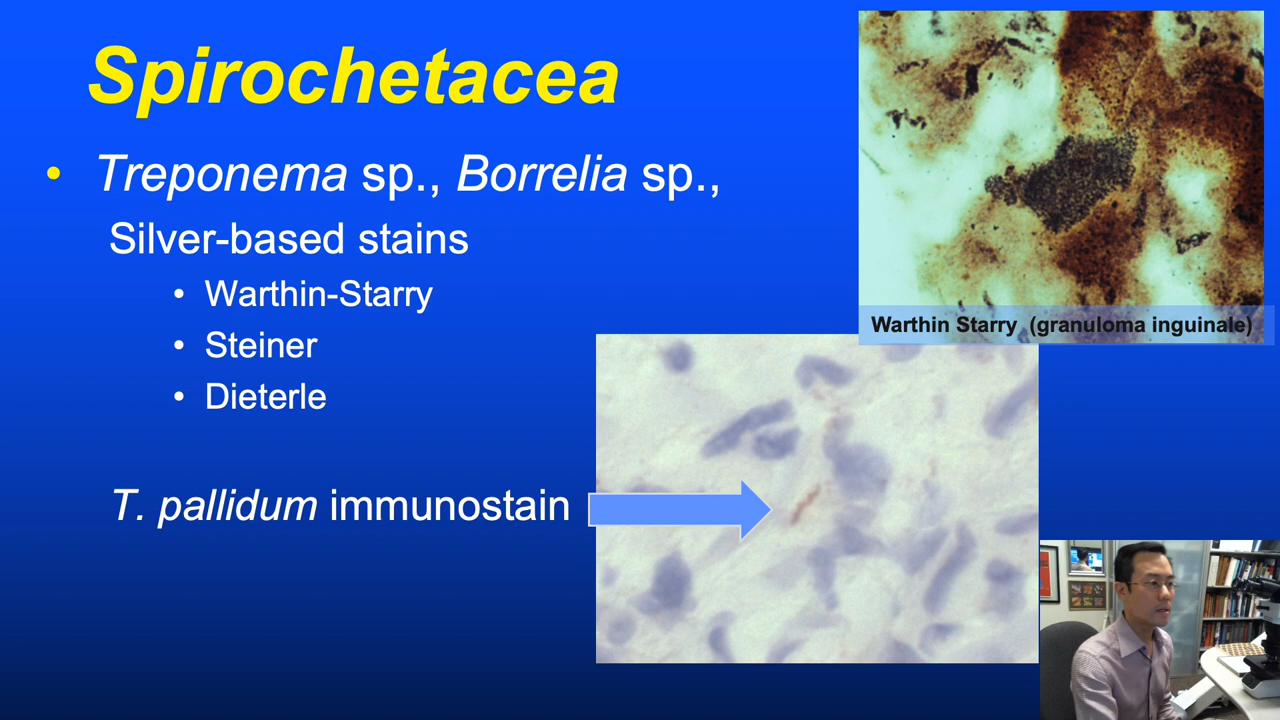 Spirochetacea
• Treponema sp., Borrelia sp.,
Silver-based stains
• Warthin-Starry
• Steiner
• Dieterle
T. pallidum immunostain
Warthin Starry (granuloma inguinale)